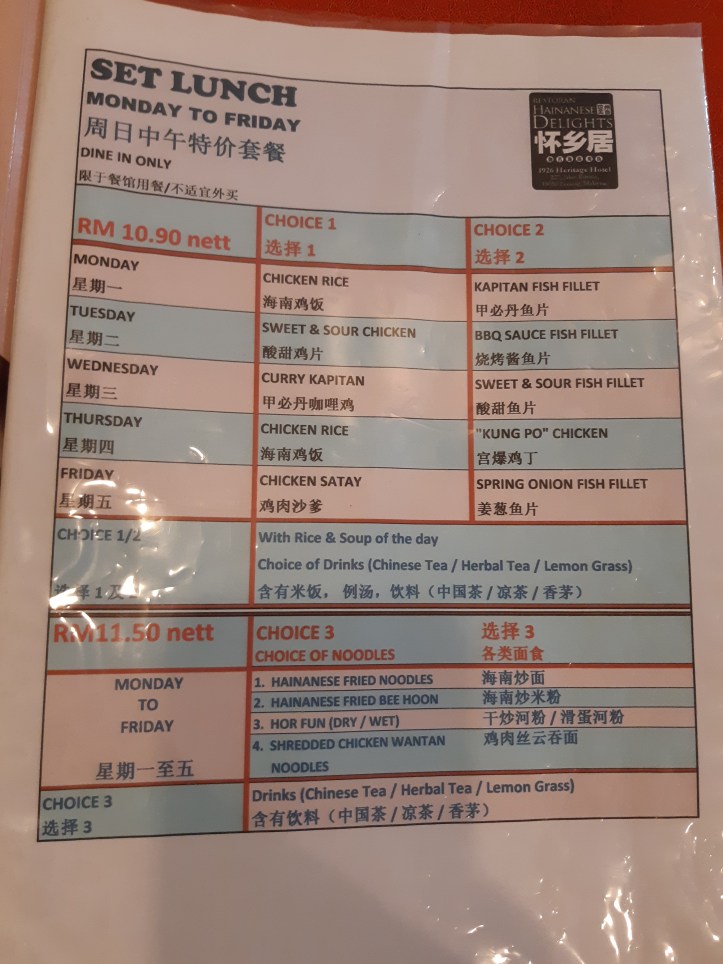 SET LUNCH
MONDAY TO FRIDAY
周日中午特价套餐
DINE IN ONLY
限于餐馆用餐/不适宜外买
RESTORAN
HAINANESE
DELIGHTS
怀乡居
1926 Heritage Hotel
RM 10.90 nett
CHOICE 1
选择 1
CHOICE 2
选择 2
MONDAY
星期一
CHICKEN RICE
海南鸡饭
KAPITAN FISH FILLET
甲必丹鱼片
TUESDAY
星期二
SWEET & SOUR CHICKEN
酸甜鸡片
BBQ SAUCE FISH FILLET
烧烤酱鱼片
WEDNESDAY
星期三
CURRY KAPITAN
甲必丹咖哩鸡
SWEET & SOUR FISH FILLET
酸甜鱼片
THURSDAY
星期四
CHICKEN RICE
海南鸡饭
"KUNG PO" CHICKEN
宫爆鸡丁
FRIDAY
星期五
CHICKEN SATAY
鸡肉沙爹
SPRING ONION FISH FILLET
姜葱鱼片
CHOICE 1/2
选择 1 及
With Rice & Soup of the day
Choice of Drinks (Chinese Tea / Herbal Tea / Lemon Grass)
含有米饭，例汤，饮料（中国茶 / 凉茶 / 香茅）
RM11.50 nett
CHOICE 3 选择 3
CHOICE OF NOODLES 各类面食
MONDAY
TO
FRIDAY
星期一至五
1. HAINANESE FRIED NOODLES 海南炒面
2. HAINANESE FRIED BEE HOON 海南炒米粉
3. HOR FUN (DRY / WET) 干炒河粉 / 滑蛋河粉
4. SHREDDED CHICKEN WANTAN 鸡肉丝云吞面
NOODLES
CHOICE 3
选择 3
Drinks (Chinese Tea / Herbal Tea / Lemon Grass)
含有饮料（中国茶 / 凉茶 / 香茅）